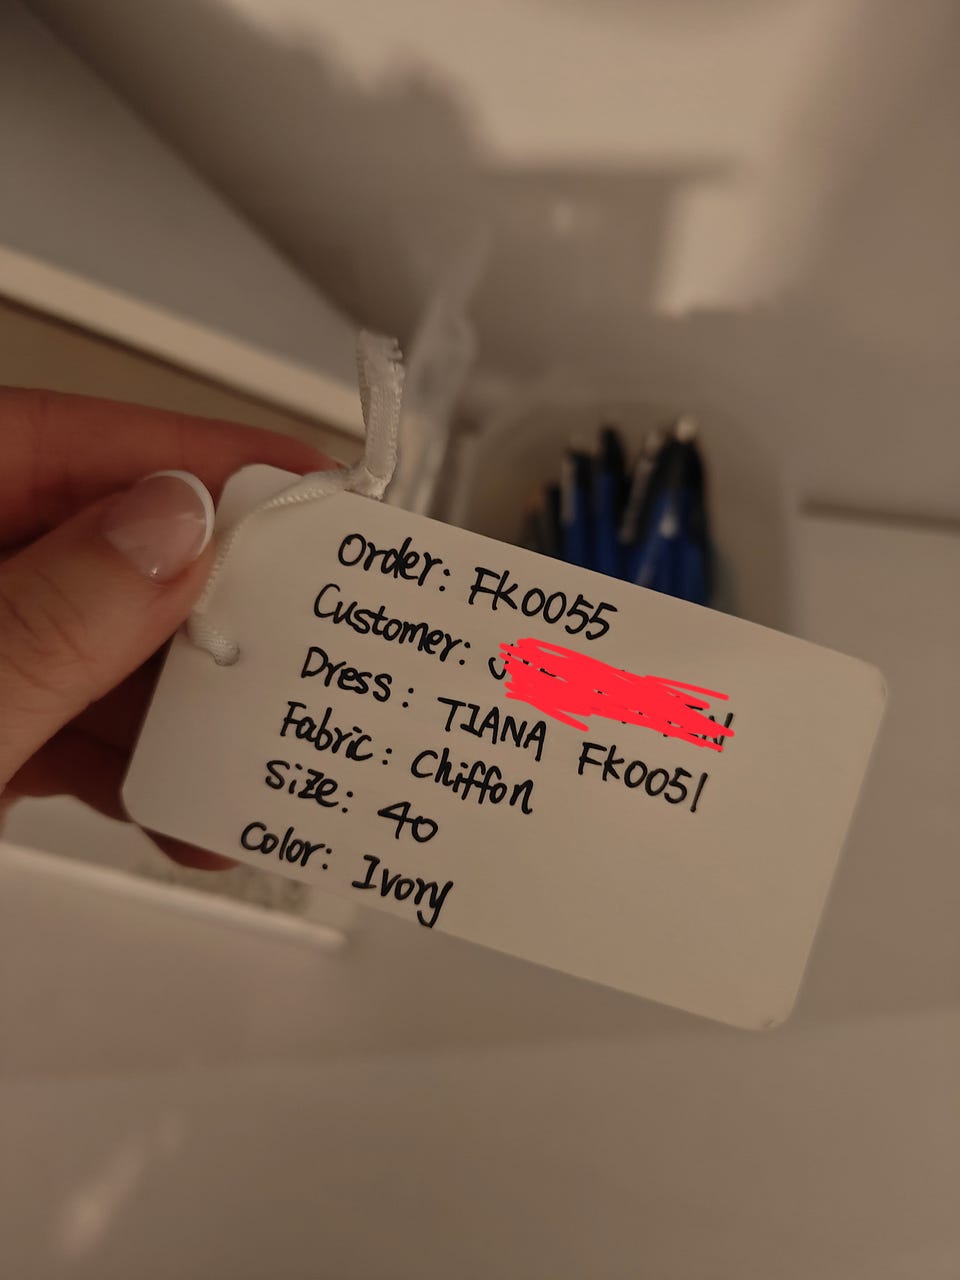 Order: FK0055
Customer:
Dress: TIANA FK0051
Fabric: Chiffon
Size: 40
Color: Ivory